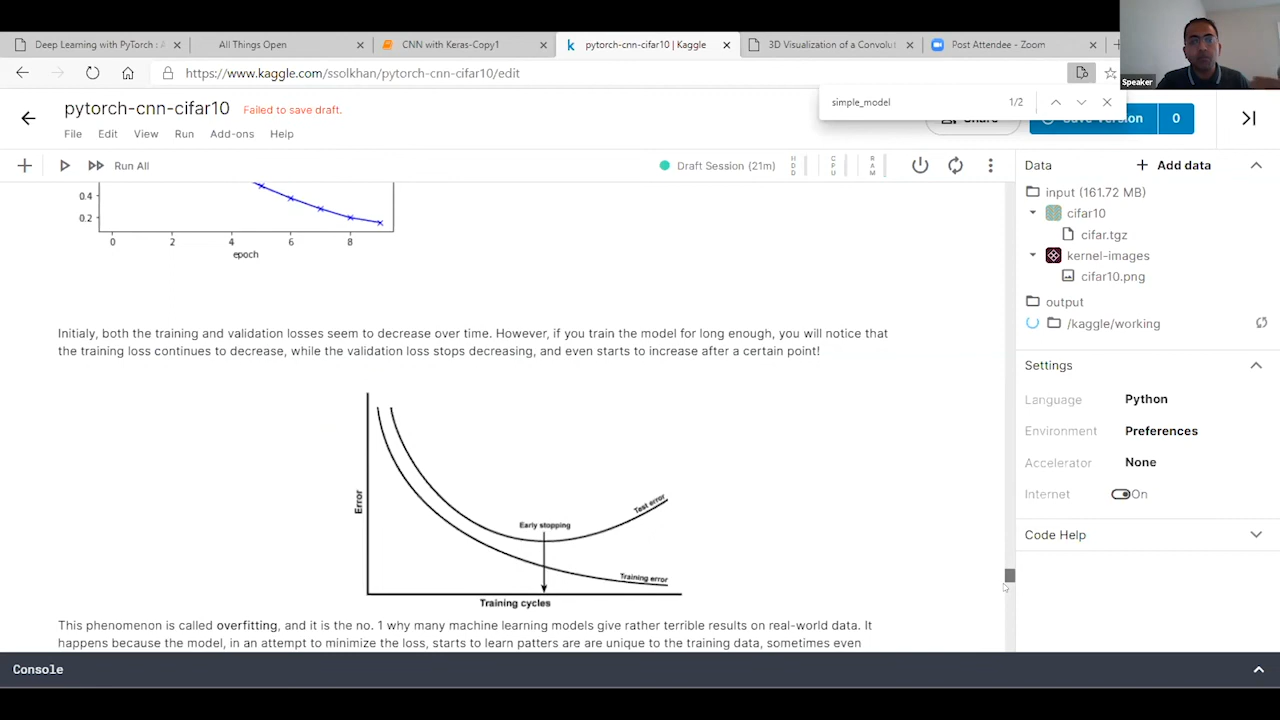 Deep Learning with PyTorch : A
All Things Open
CNN with Keras-Copy1
pytorch-cnn-cifar10 | Kaggle
3D Visualization of a Convolut
Post Attendee - Zoom
https://www.kaggle.com/ssolkhan/pytorch-cnn-cifar10/edit
Speaker
simple_model 1/2
pytorch-cnn-cifar10 Failed to save draft.
Share
Save Version 0
File Edit View Run Add-ons Help
Run All
Draft Session (21m)
HDD
CPU
RAM
Data
Add data
input (161.72 MB)
cifar10
cifar.tgz
kernel-images
cifar10.png
output
/kaggle/working
Settings
Language Python
Environment Preferences
Accelerator None
Internet On
Code Help
0.4
0.2
0 2 4 6 8
epoch
Initialy, both the training and validation losses seem to decrease over time. However, if you train the model for long enough, you will notice that
the training loss continues to decrease, while the validation loss stops decreasing, and even starts to increase after a certain point!
Error
Test error
Early stopping
Training error
Training cycles
This phenomenon is called overfitting, and it is the no. 1 why many machine learning models give rather terrible results on real-world data. It
happens because the model, in an attempt to minimize the loss, starts to learn patters are are unique to the training data, sometimes even
Console